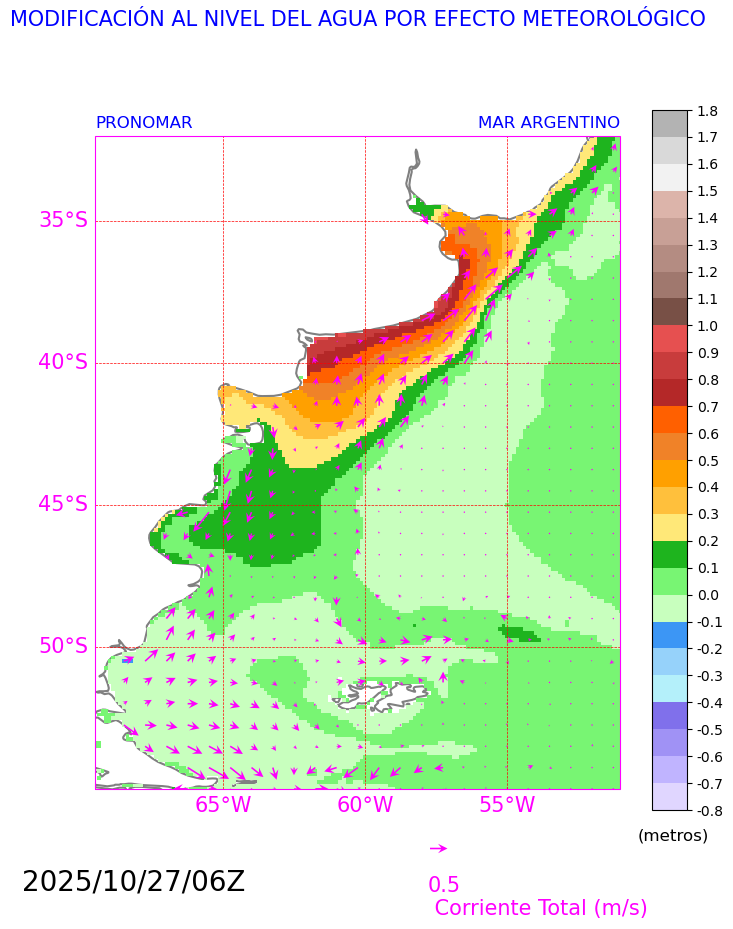 MODIFICACIÓN AL NIVEL DEL AGUA POR EFECTO METEOROLÓGICO
PRONOMAR MAR ARGENTINO
35°S
40°S
45°S
50°S
65°W 60°W 55°W
1.8
1.7
1.6
1.5
1.4
1.3
1.2
1.1
1.0
0.9
0.8
0.7
0.6
0.5
0.4
0.3
0.2
0.1
0.0
-0.1
-0.2
-0.3
-0.4
-0.5
-0.6
-0.7
-0.8
(metros)
2025/10/27/06Z
0.5
Corriente Total (m/s)